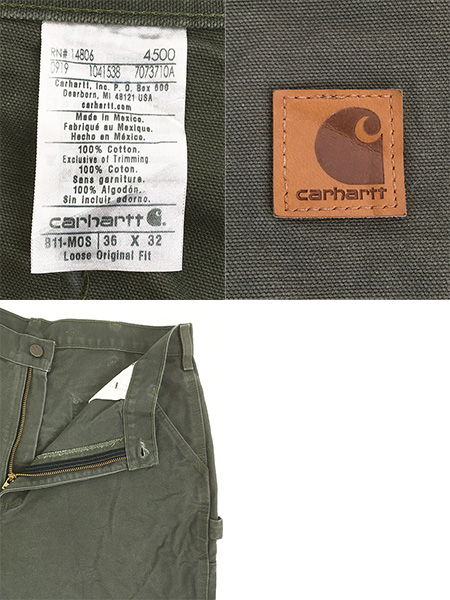 RN# 14806 4500
0919 1041538 7073710A
Carhartt, Inc. P. O. Box 600
Dearborn, MI 48121 USA
carhartt.com
Made in Mexico.
Fabriqué au Mexique.
Hecho en México.
100% Cotton.
Exclusive of Trimming
100% Coton.
Sans garniture.
100% Algodón.
Sin incluir adorno.
carhartt
B11-MOS 36 X 32
Loose Original Fit
carhartt